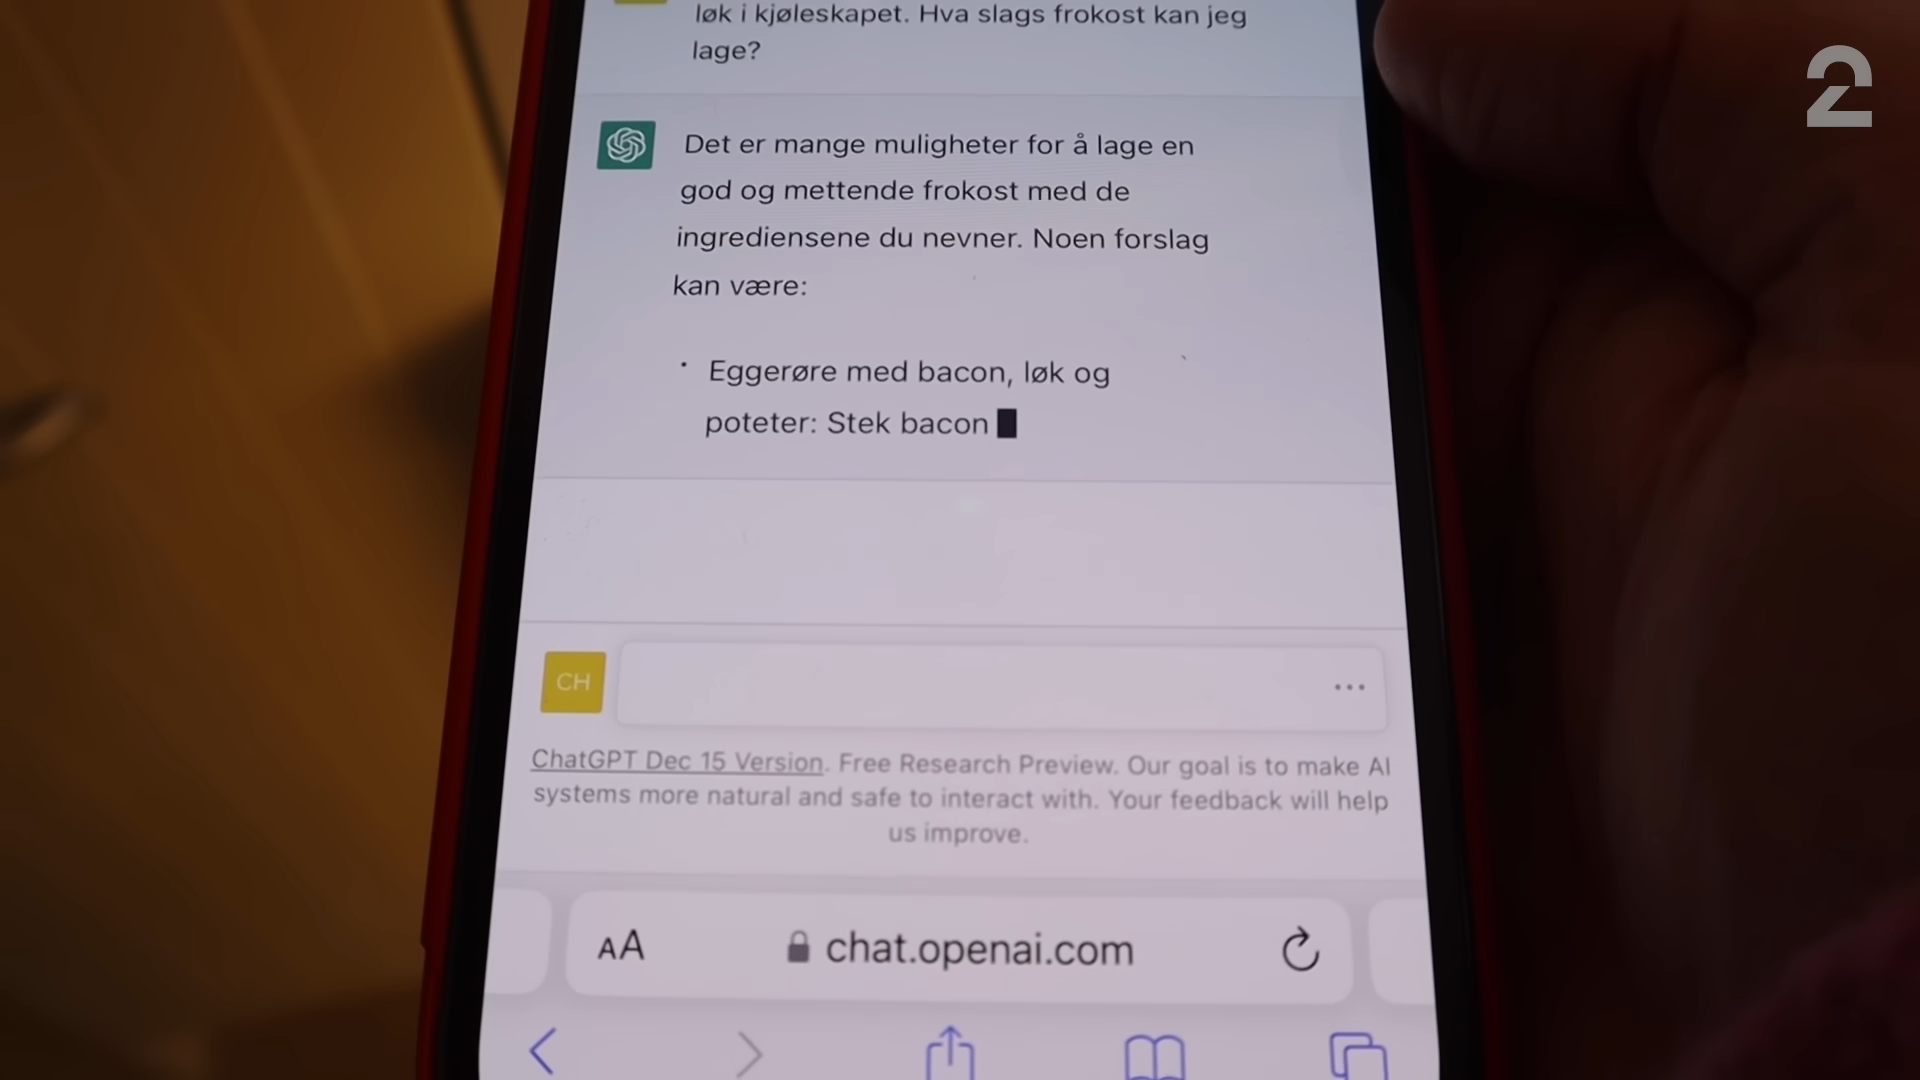 løk i kjøleskapet. Hva slags frokost kan jeg
lage?
Det er mange muligheter for å lage en
god og mettende frokost med de
ingrediensene du nevner. Noen forslag
kan være:
• Eggerøre med bacon, løk og
poteter: Stek bacon
CH
ChatGPT Dec 15 Version. Free Research Preview. Our goal is to make AI
systems more natural and safe to interact with. Your feedback will help
us improve.
AA chat.openai.com
2